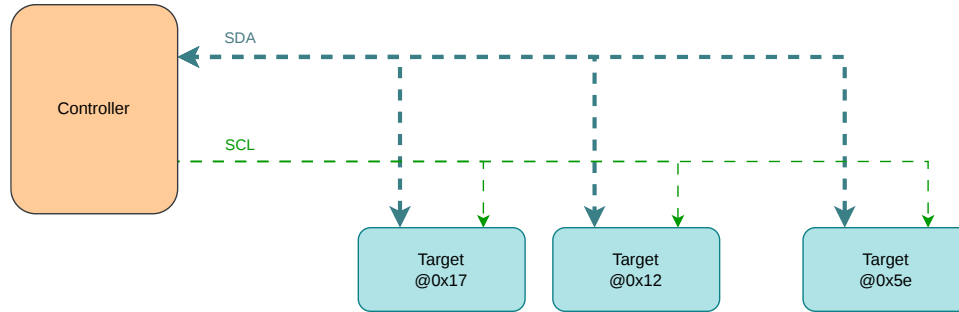 SDA
Controller
SCL
Target
@0x17
Target
@0x12
Target
@0x5e